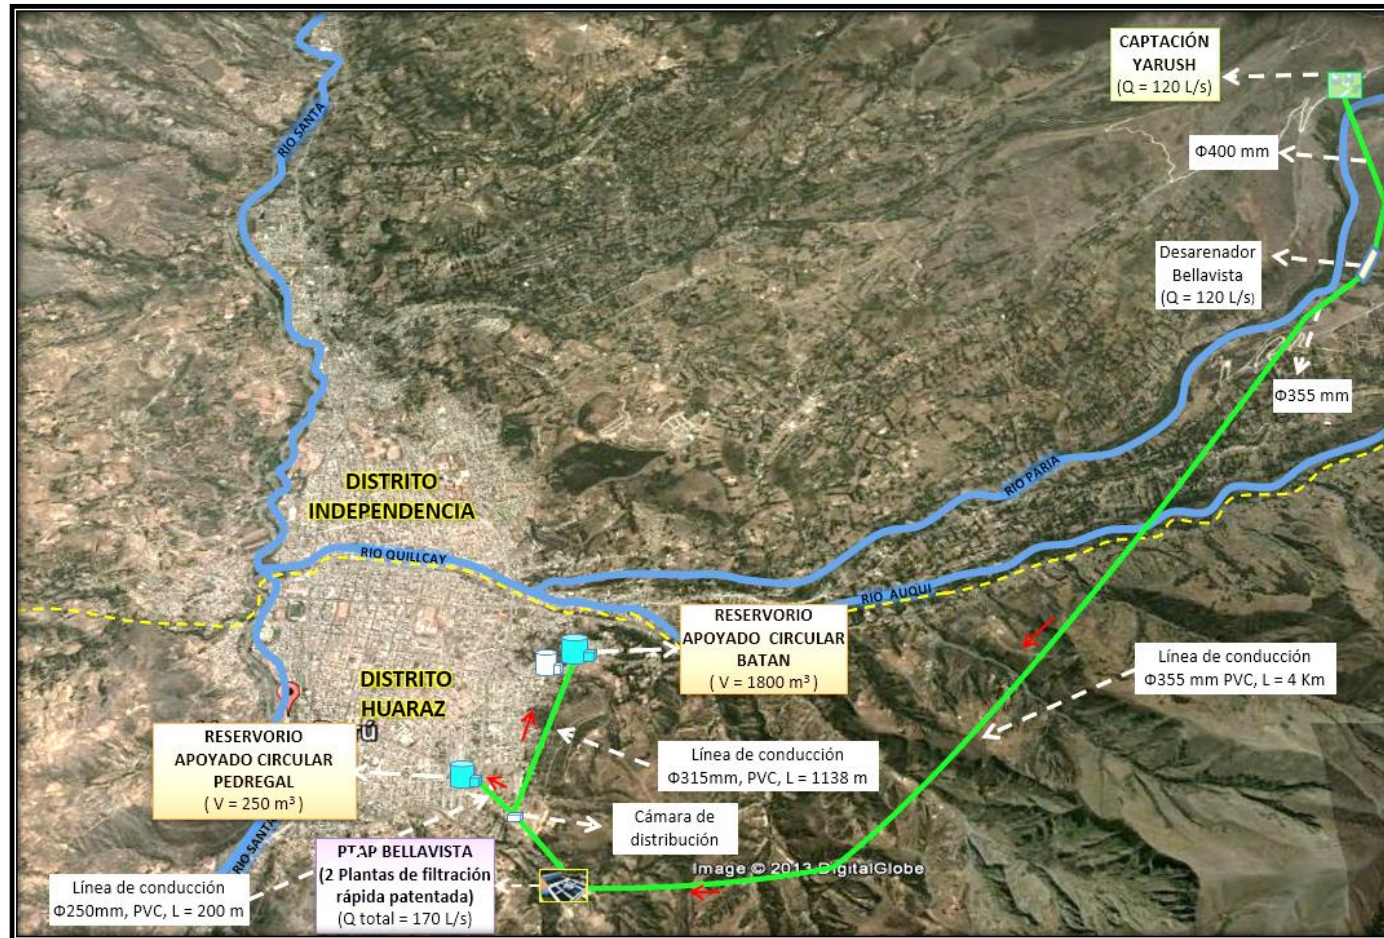 CAPTACIÓN
YARUSH
(Q = 120 L/s)
RIO SANTA
Φ400 mm
Desarenador
Bellavista
(Q = 120 L/s)
Φ355 mm
RIO PARIA
DISTRITO
INDEPENDENCIA
RIO QUILLCAY
RIO AUQUI
RESERVORIO
APOYADO CIRCULAR
BATAN
( V = 1800 m³ )
Línea de conducción
Φ355 mm PVC, L = 4 Km
DISTRITO
HUARAZ
RESERVORIO
APOYADO CIRCULAR
PEDREGAL
( V = 250 m³ )
Línea de conducción
Φ315mm, PVC, L = 1138 m
Cámara de
distribución
RIO SANTA
PTAP BELLAVISTA
(2 Plantas de filtración
rápida patentada)
(Q total = 170 L/s)
Image © 2013 DigitalGlobe
Línea de conducción
Φ250mm, PVC, L = 200 m